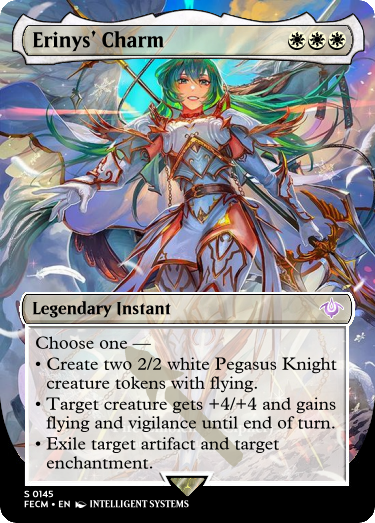 Erinys' Charm
Legendary Instant
Choose one —
• Create two 2/2 white Pegasus Knight
creature tokens with flying.
• Target creature gets +4/+4 and gains
flying and vigilance until end of turn.
• Exile target artifact and target
enchantment.
S 0145
FECM • EN INTELLIGENT SYSTEMS